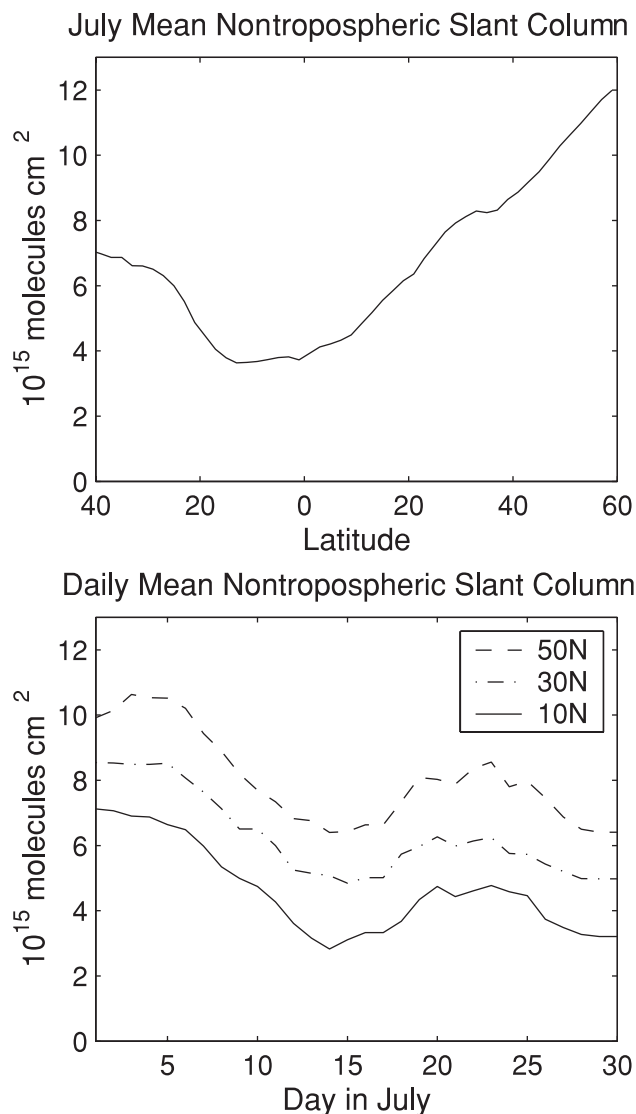 July Mean Nontropospheric Slant Column
12
10
8
6
4
2
0
10^15 molecules cm 2
40 20 0 20 40 60
Latitude
Daily Mean Nontropospheric Slant Column
12
10
8
6
4
2
0
10^15 molecules cm 2
50N
30N
10N
5 10 15 20 25 30
Day in July